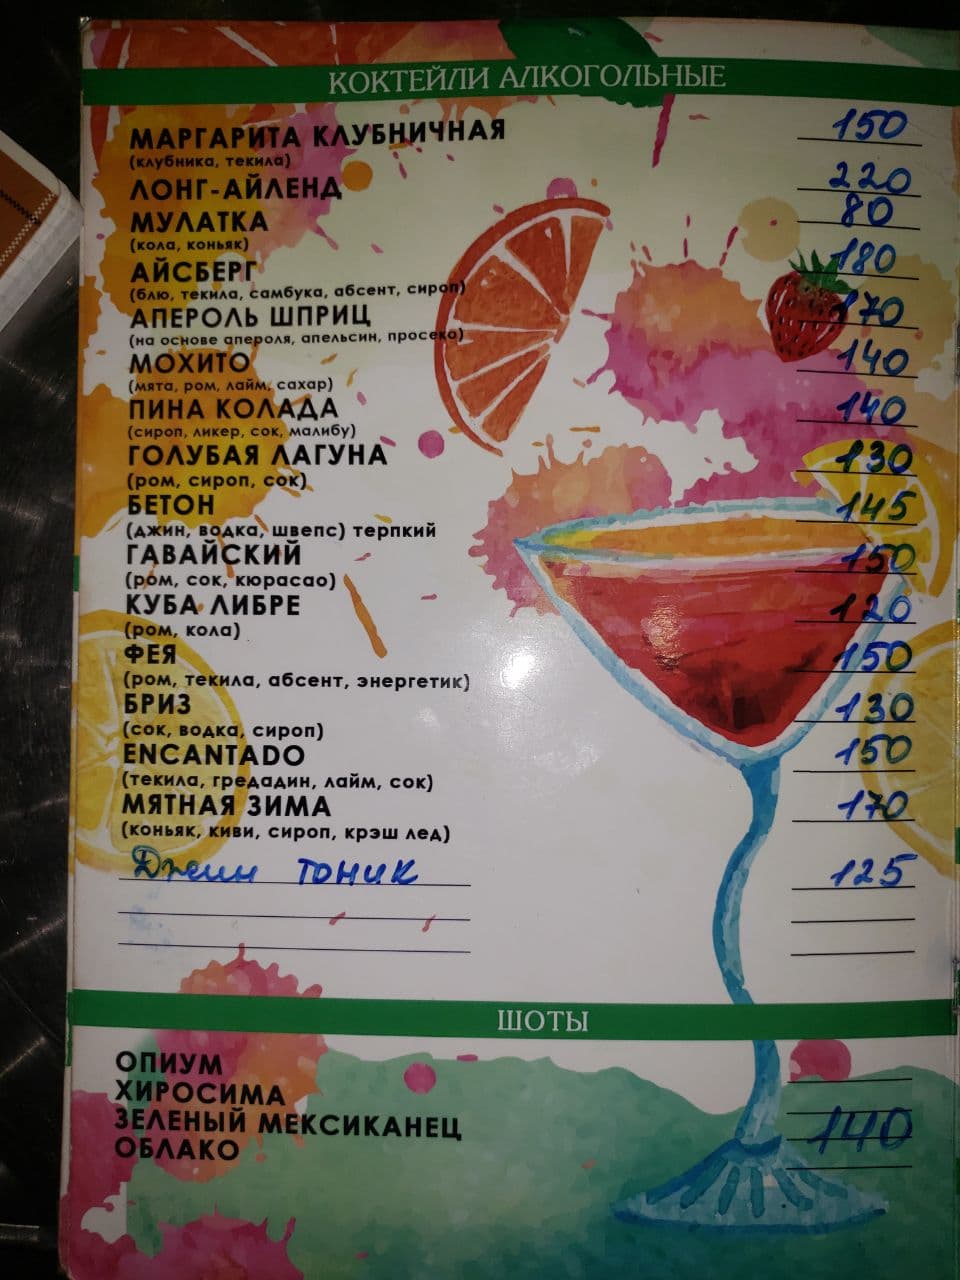 КОКТЕЙЛИ АЛКОГОЛЬНЫЕ
МАРГАРИТА КЛУБНИЧНАЯ 150
(клубника, текила)
ЛОНГ-АЙЛЕНД 220
МУЛАТКА 80
(кола, коньяк)
АЙСБЕРГ 180
(блю, текила, самбука, абсент, сироп)
АПЕРОЛЬ ШПРИЦ 170
(на основе апероля, апельсин, просеко)
МОХИТО 140
(мята, ром, лайм, сахар)
ПИНА КОЛАДА 140
(сироп, ликер, сок, малибу)
ГОЛУБАЯ ЛАГУНА 130
(ром, сироп, сок)
БЕТОН 145
(джин, водка, швепс) терпкий
ГАВАЙСКИЙ 150
(ром, сок, кюрасао)
КУБА ЛИБРЕ 120
(ром, кола)
ФЕЯ 150
(ром, текила, абсент, энергетик)
БРИЗ 130
(сок, водка, сироп)
ENCANTADO 150
(текила, гредадин, лайм, сок)
МЯТНАЯ ЗИМА 170
(коньяк, киви, сироп, крэш лед)
Джин тоник 125
ШОТЫ
ОПИУМ
ХИРОСИМА
ЗЕЛЕНЫЙ МЕКСИКАНЕЦ 140
ОБЛАКО